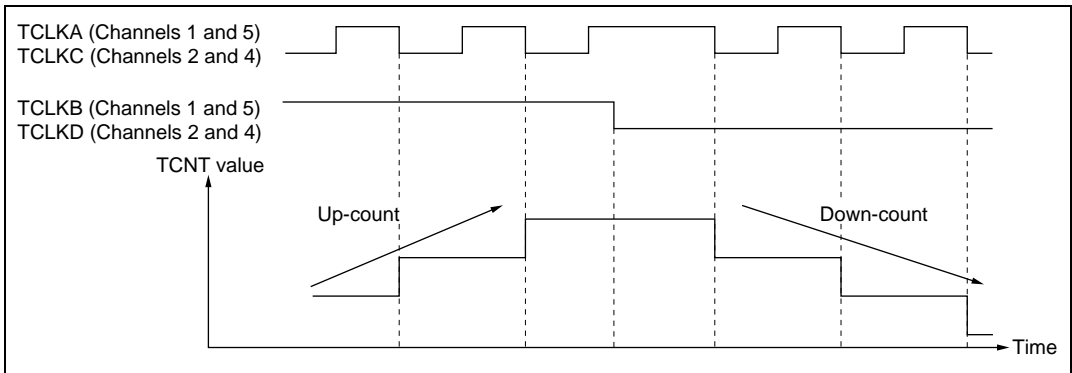 TCLKA (Channels 1 and 5)
TCLKC (Channels 2 and 4)
TCLKB (Channels 1 and 5)
TCLKD (Channels 2 and 4)
TCNT value
Up-count
Down-count
Time